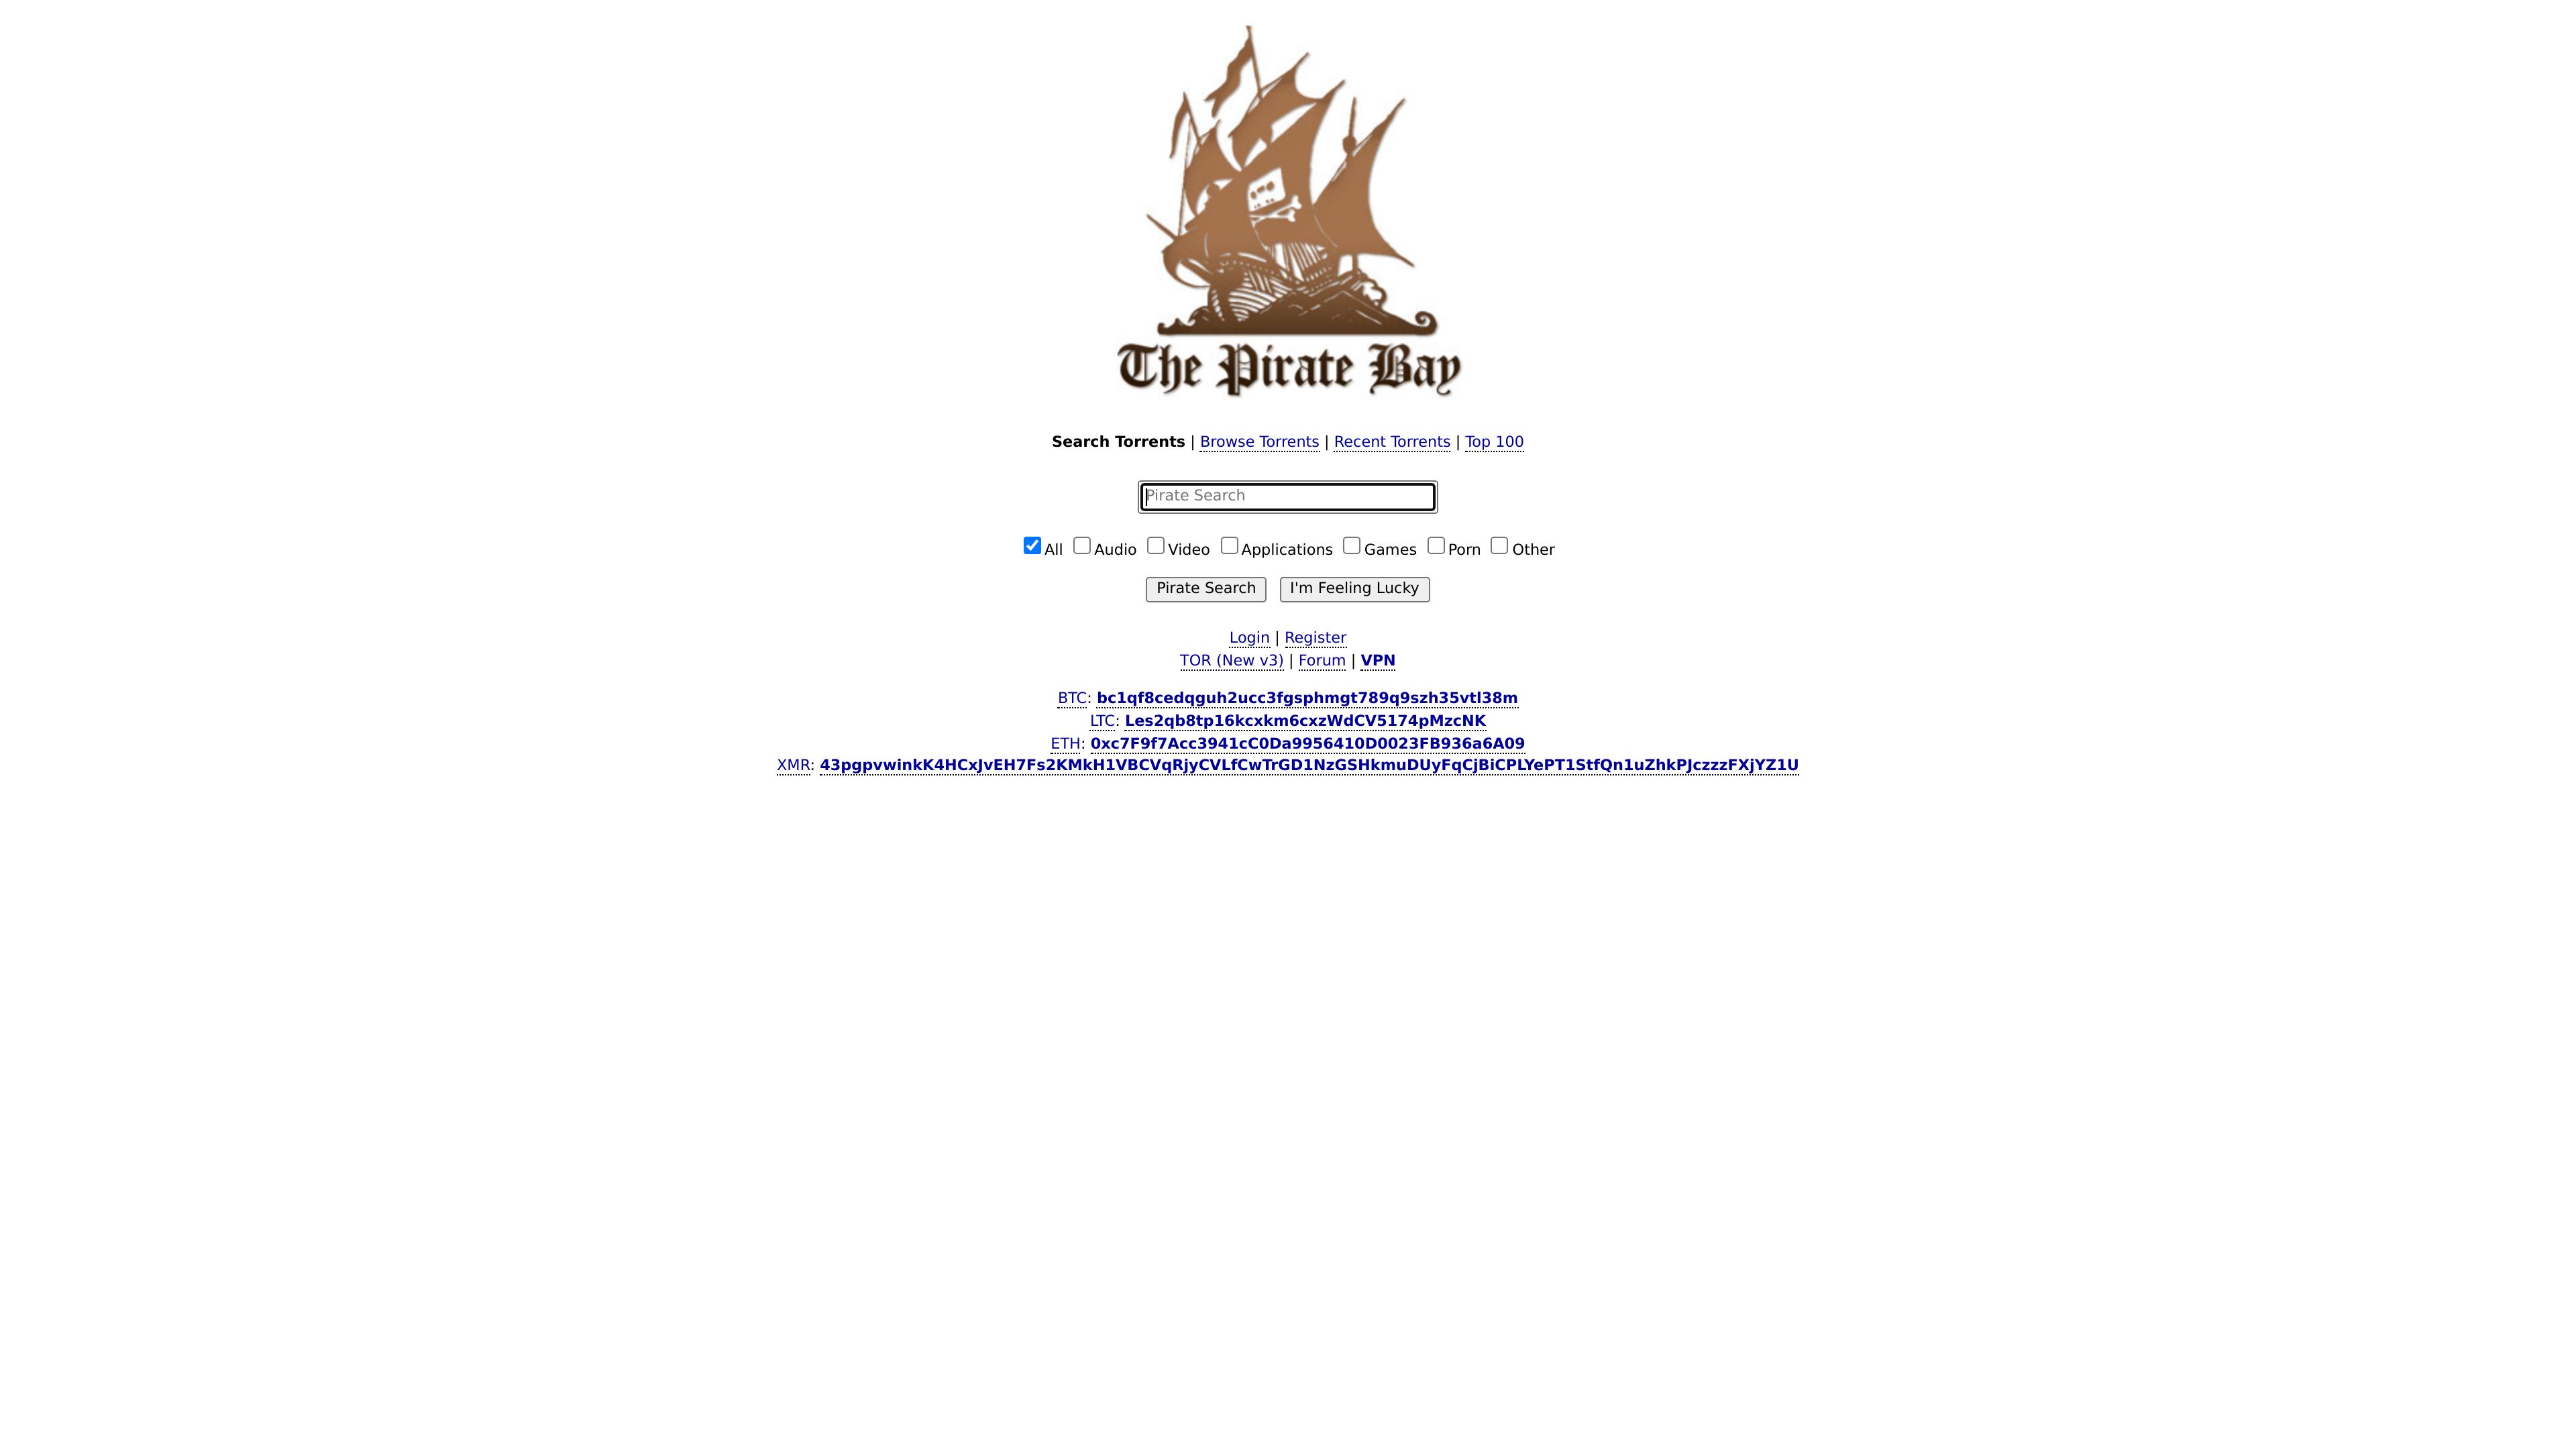 The Pirate Bay
Search Torrents | Browse Torrents | Recent Torrents | Top 100
Pirate Search
All Audio Video Applications Games Porn Other
Pirate Search I'm Feeling Lucky
Login | Register
TOR (New v3) | Forum | VPN
BTC: bc1qf8cedqguh2ucc3fgsphmgt789q9szh35vtl38m
LTC: Les2qb8tp16kcxkm6cxzWdCV5174pMzcNK
ETH: 0xc7F9f7Acc3941cC0Da9956410D0023FB936a6A09
XMR: 43pgpvwinkK4HCxJvEH7Fs2KMkH1VBCVqRjyCVLfCwTrGD1NzGSHkmuDUyFqCjBiCPLYePT1StfQn1uZhkPJczzzFXjYZ1U